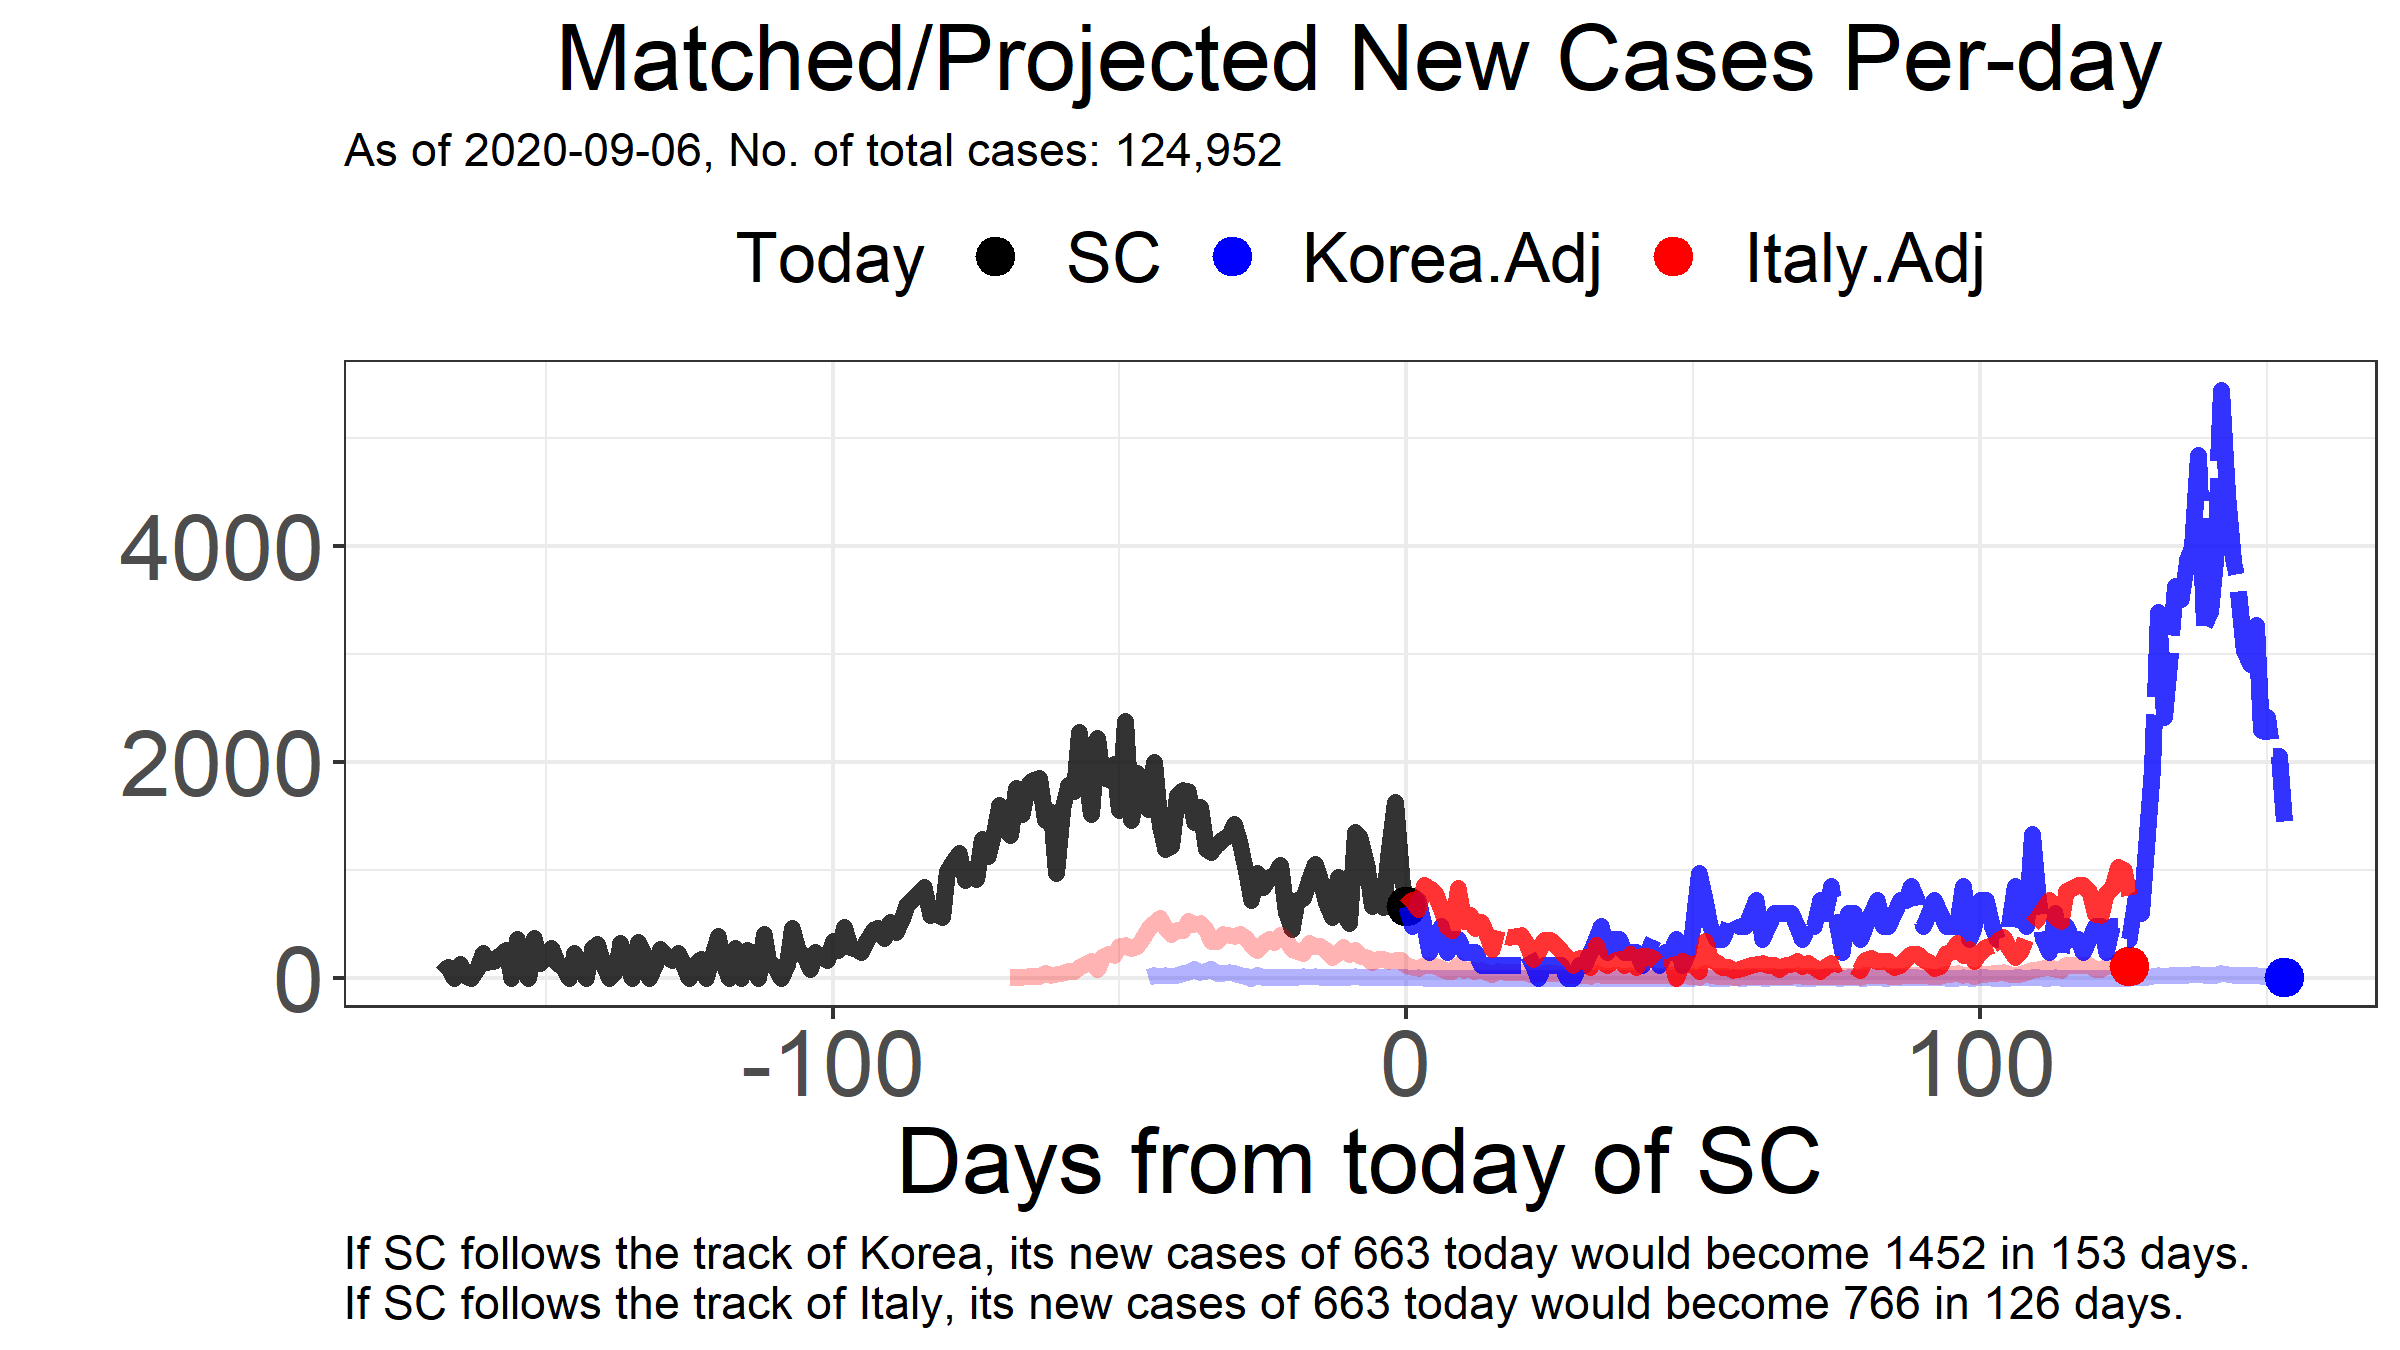 Matched/Projected New Cases Per-day
As of 2020-09-06, No. of total cases: 124,952
Today SC Korea.Adj Italy.Adj
4000
2000
0
-100 0 100
Days from today of SC
If SC follows the track of Korea, its new cases of 663 today would become 1452 in 153 days.
If SC follows the track of Italy, its new cases of 663 today would become 766 in 126 days.